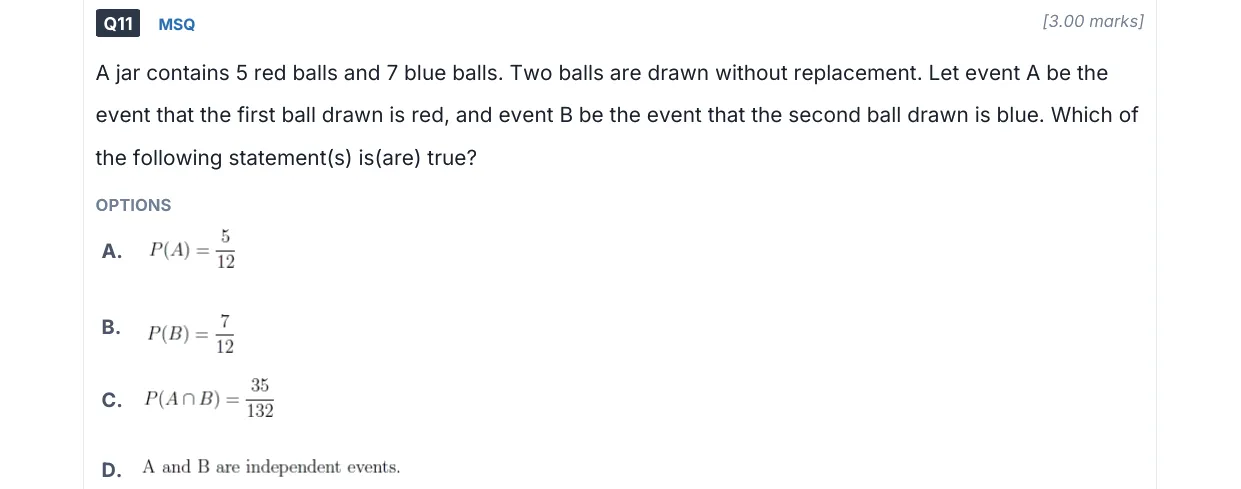 Q11 MSQ [3.00 marks]
A jar contains 5 red balls and 7 blue balls. Two balls are drawn without replacement. Let event A be the
event that the first ball drawn is red, and event B be the event that the second ball drawn is blue. Which of
the following statement(s) is(are) true?
OPTIONS
A. P(A) = 5/12
B. P(B) = 7/12
C. P(A ∩ B) = 35/132
D. A and B are independent events.